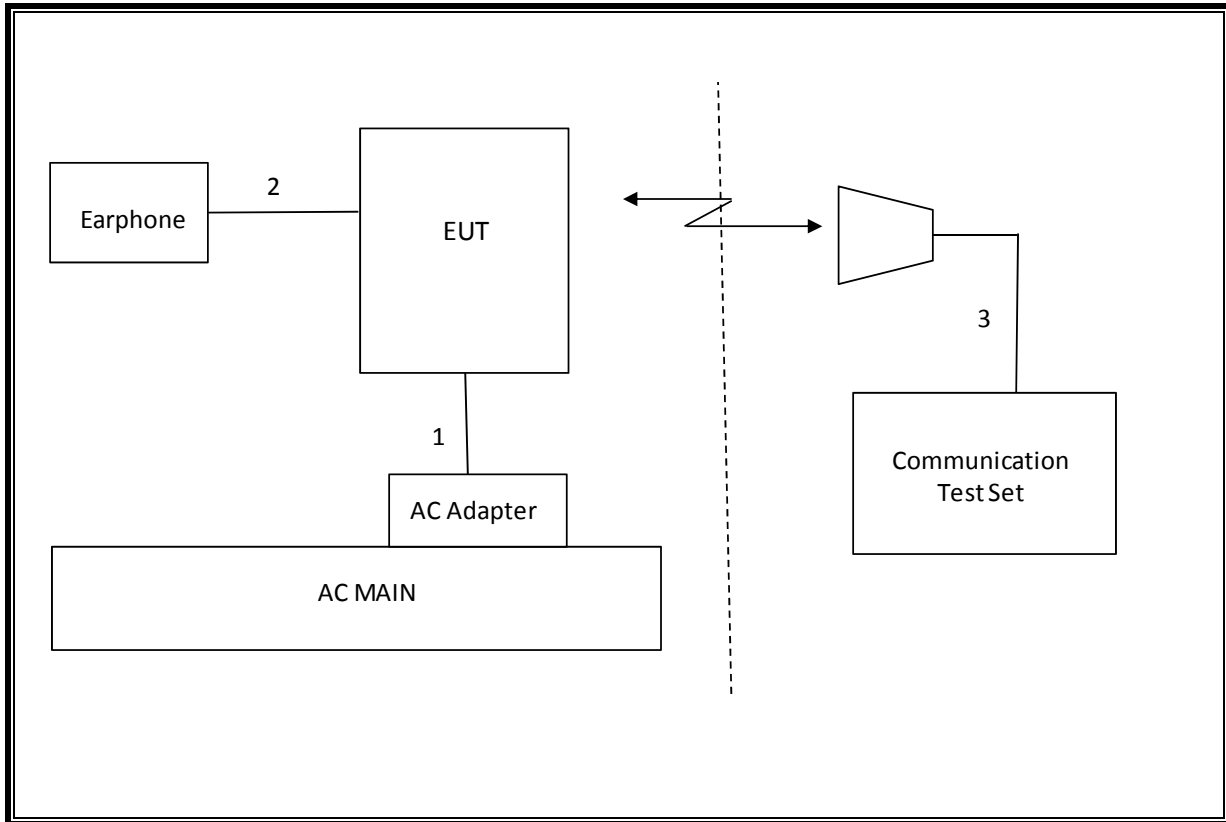 2
Earphone
EUT
3
1
AC Adapter
Communication
Test Set
AC MAIN